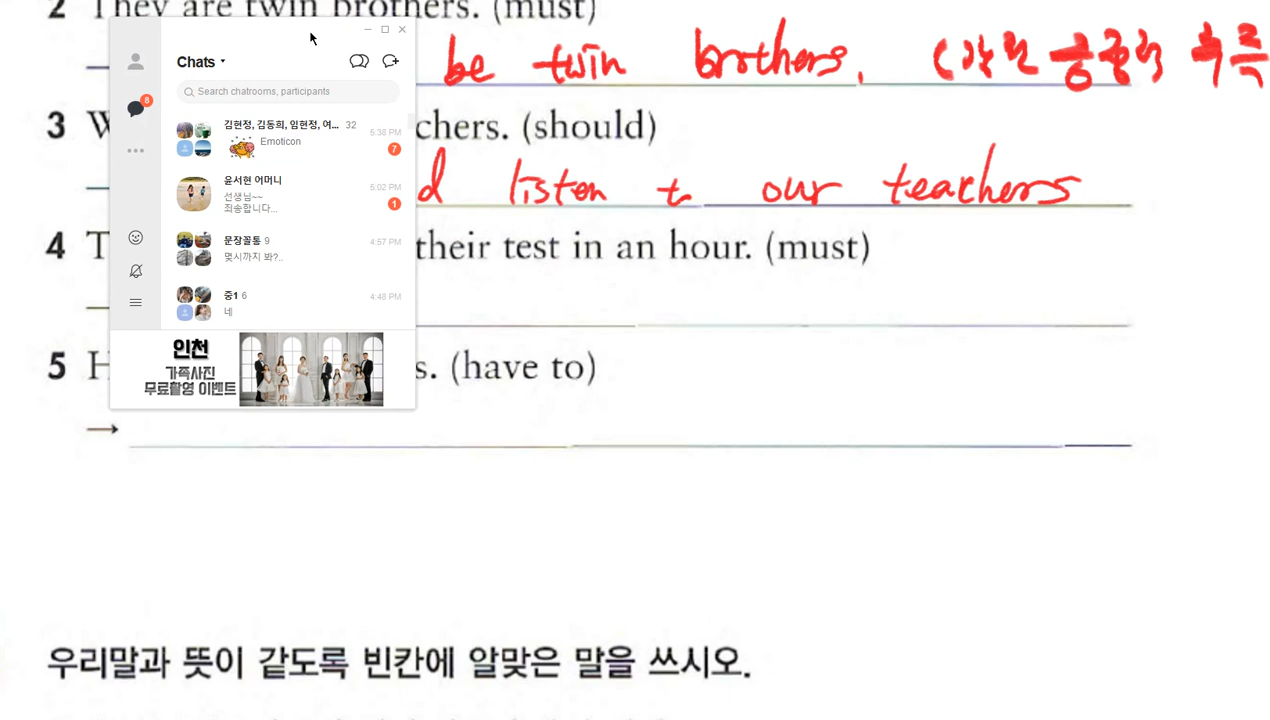 2 They are twin brothers. (must)
be twin brothers. (강한 긍정적 추측
3 W chers. (should)
d listen to our teachers
4 T their test in an hour. (must)
5 H s. (have to)
→
Chats
Search chatrooms, participants
8
김현정, 김동희, 임현정, 여... 32
5:38 PM
Emoticon
7
윤서현 어머니
5:02 PM
선생님~~
죄송합니다...
1
문장꼴통 9
4:57 PM
몇시까지 봐?..
중1 6
4:48 PM
네
인천
가족사진
무료촬영 이벤트
우리말과 뜻이 같도록 빈칸에 알맞은 말을 쓰시오.